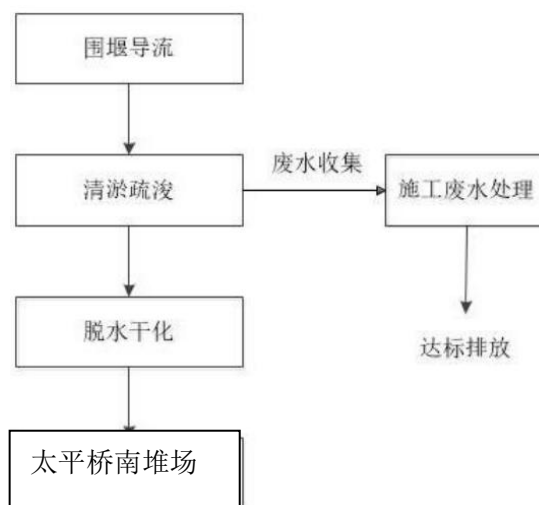 围堰导流
废水收集
清淤疏浚
施工废水处理
脱水干化
达标排放
太平桥南堆场